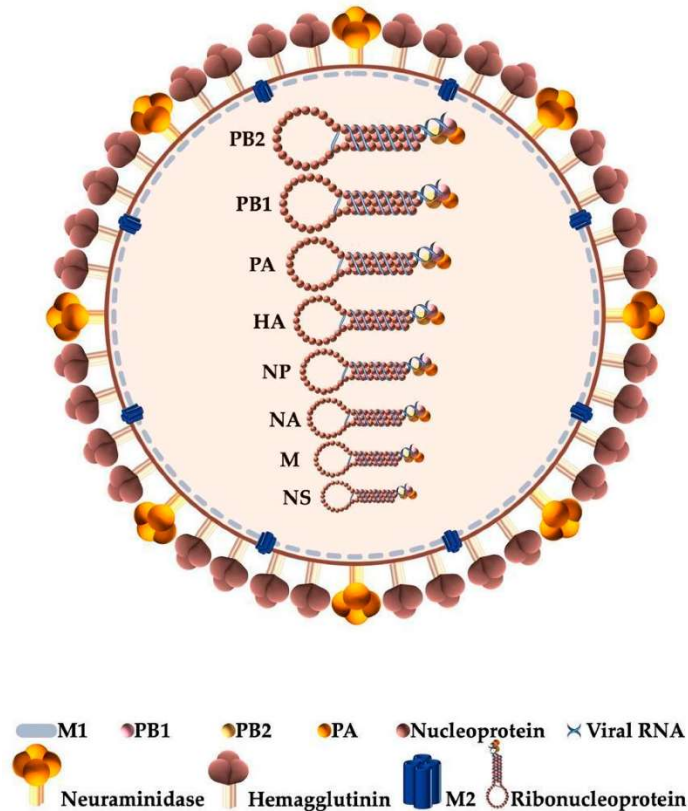 PB2
PB1
PA
HA
NP
NA
M
NS
M1 PB1 PB2 PA Nucleoprotein Viral RNA
Neuraminidase Hemagglutinin M2 Ribonucleoprotein